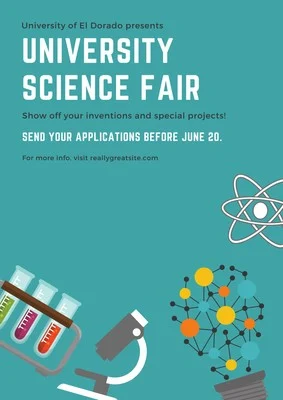 University of El Dorado presents
UNIVERSITY
SCIENCE FAIR
Show off your inventions and special projects!
SEND YOUR APPLICATIONS BEFORE JUNE 20.
For more info, visit reallygreatsite.com